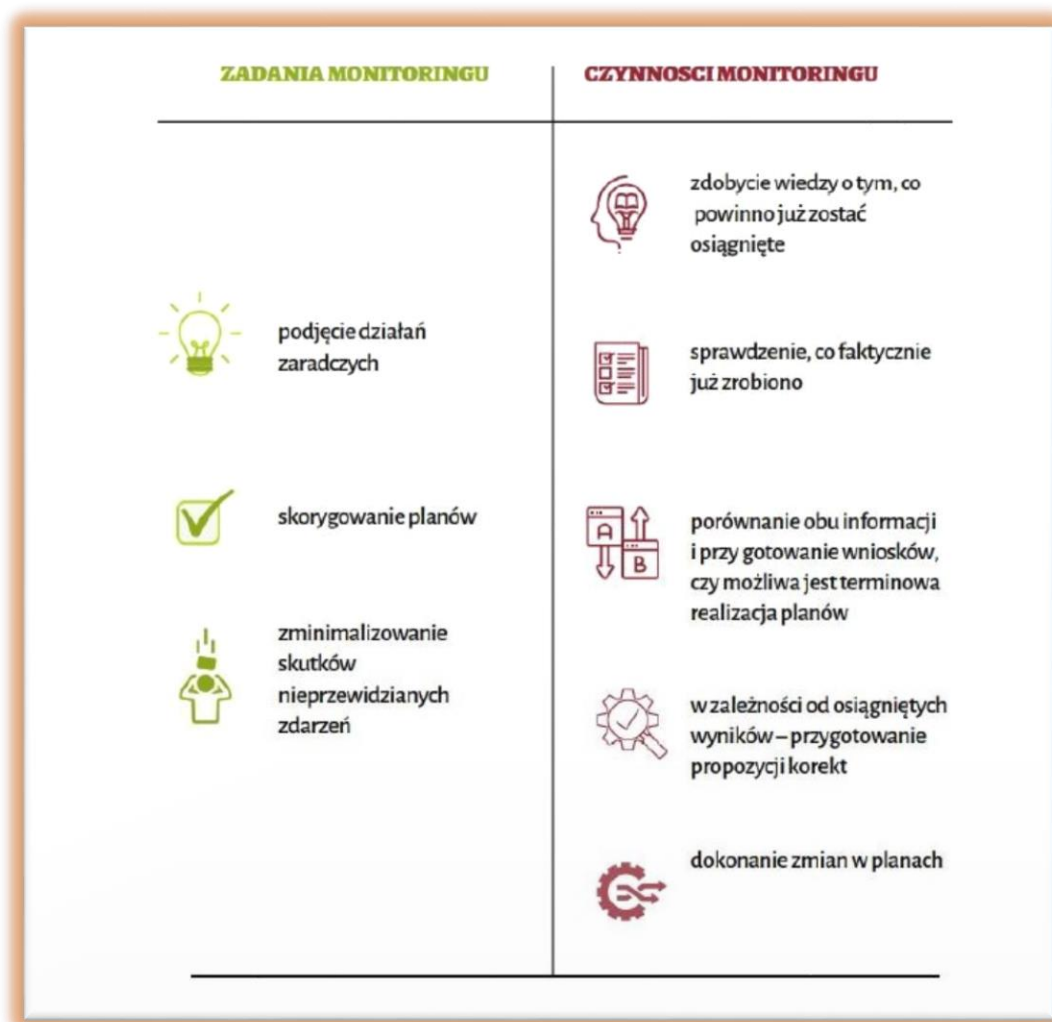 ZADANIA MONITORINGU
podjęcie działań
zaradczych
skorygowanie planów
zminimalizowanie
skutków
nieprzewidzianych
zdarzeń
CZYNNOSCI MONITORINGU
zdobycie wiedzy o tym, co
powinno już zostać
osiągnięte
sprawdzenie, co faktycznie
już zrobiono
A
B
porównanie obu informacji
i przy gotowanie wniosków,
czy możliwa jest terminowa
realizacja planów
w zależności od osiągniętych
wyników – przygotowanie
propozycji korekt
dokonanie zmian w planach